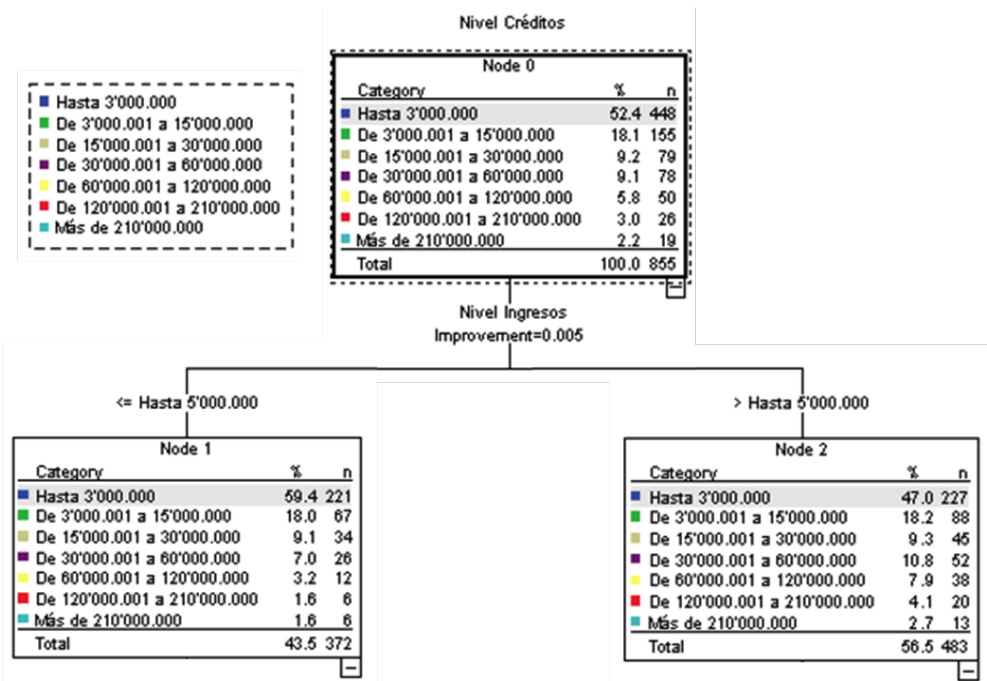 Nivel Créditos
Hasta 3'000.000
De 3'000.001 a 15'000.000
De 15'000.001 a 30'000.000
De 30'000.001 a 60'000.000
De 60'000.001 a 120'000.000
De 120'000.001 a 210'000.000
Más de 210'000.000
Node 0
Category % n
Hasta 3'000.000 52.4 448
De 3'000.001 a 15'000.000 18.1 155
De 15'000.001 a 30'000.000 9.2 79
De 30'000.001 a 60'000.000 9.1 78
De 60'000.001 a 120'000.000 5.8 50
De 120'000.001 a 210'000.000 3.0 26
Más de 210'000.000 2.2 19
Total 100.0 855
Nivel Ingresos
Improvement=0.005
<= Hasta 5'000.000
> Hasta 5'000.000
Node 1
Category % n
Hasta 3'000.000 59.4 221
De 3'000.001 a 15'000.000 18.0 67
De 15'000.001 a 30'000.000 9.1 34
De 30'000.001 a 60'000.000 7.0 26
De 60'000.001 a 120'000.000 3.2 12
De 120'000.001 a 210'000.000 1.6 6
Más de 210'000.000 1.6 6
Total 43.5 372
Node 2
Category % n
Hasta 3'000.000 47.0 227
De 3'000.001 a 15'000.000 18.2 88
De 15'000.001 a 30'000.000 9.3 45
De 30'000.001 a 60'000.000 10.8 52
De 60'000.001 a 120'000.000 7.9 38
De 120'000.001 a 210'000.000 4.1 20
Más de 210'000.000 2.7 13
Total 56.5 483